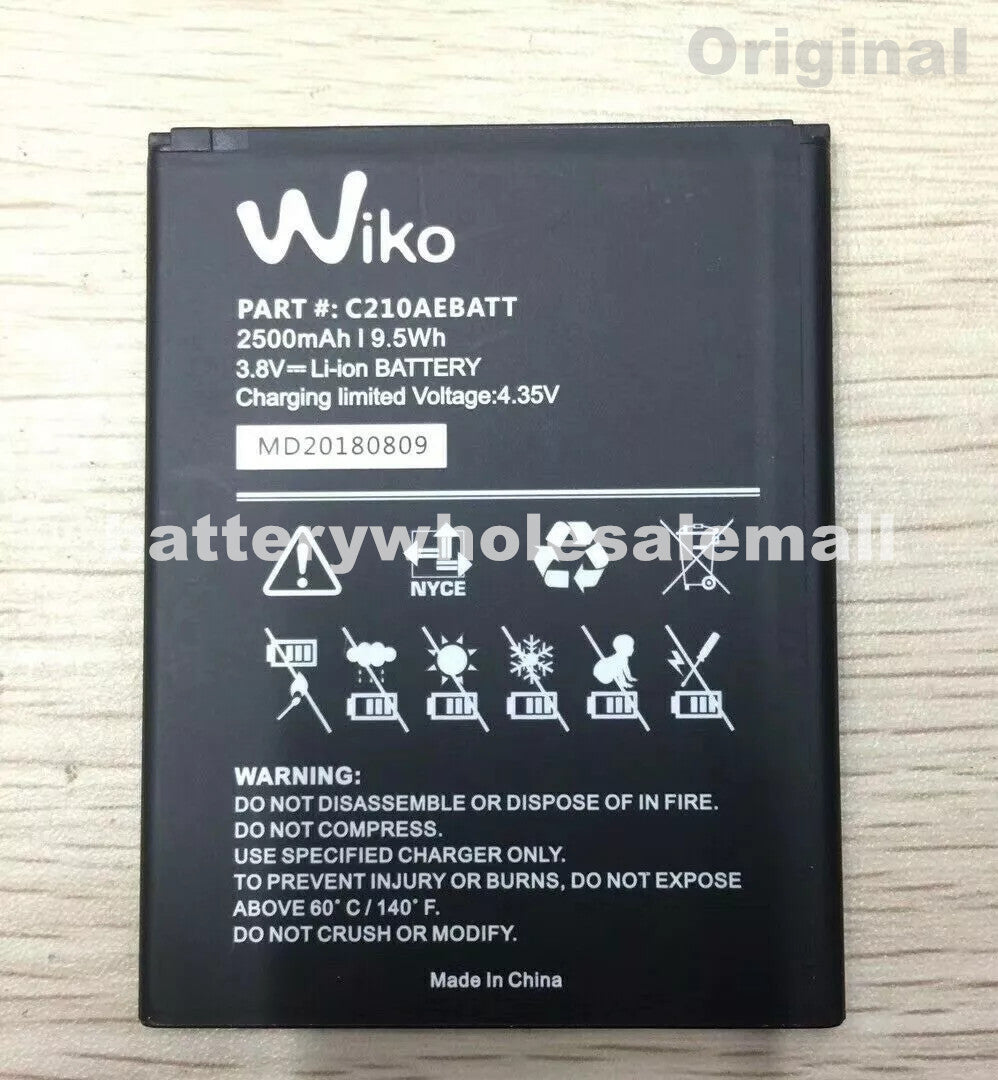 Original
Wiko
PART #: C210AEBATT
2500mAh I 9.5Wh
3.8V⎓ Li-ion BATTERY
Charging limited Voltage:4.35V
MD20180809
batterywholesalemall
NYCE
WARNING:
DO NOT DISASSEMBLE OR DISPOSE OF IN FIRE.
DO NOT COMPRESS.
USE SPECIFIED CHARGER ONLY.
TO PREVENT INJURY OR BURNS, DO NOT EXPOSE
ABOVE 60° C / 140° F.
DO NOT CRUSH OR MODIFY.
Made In China